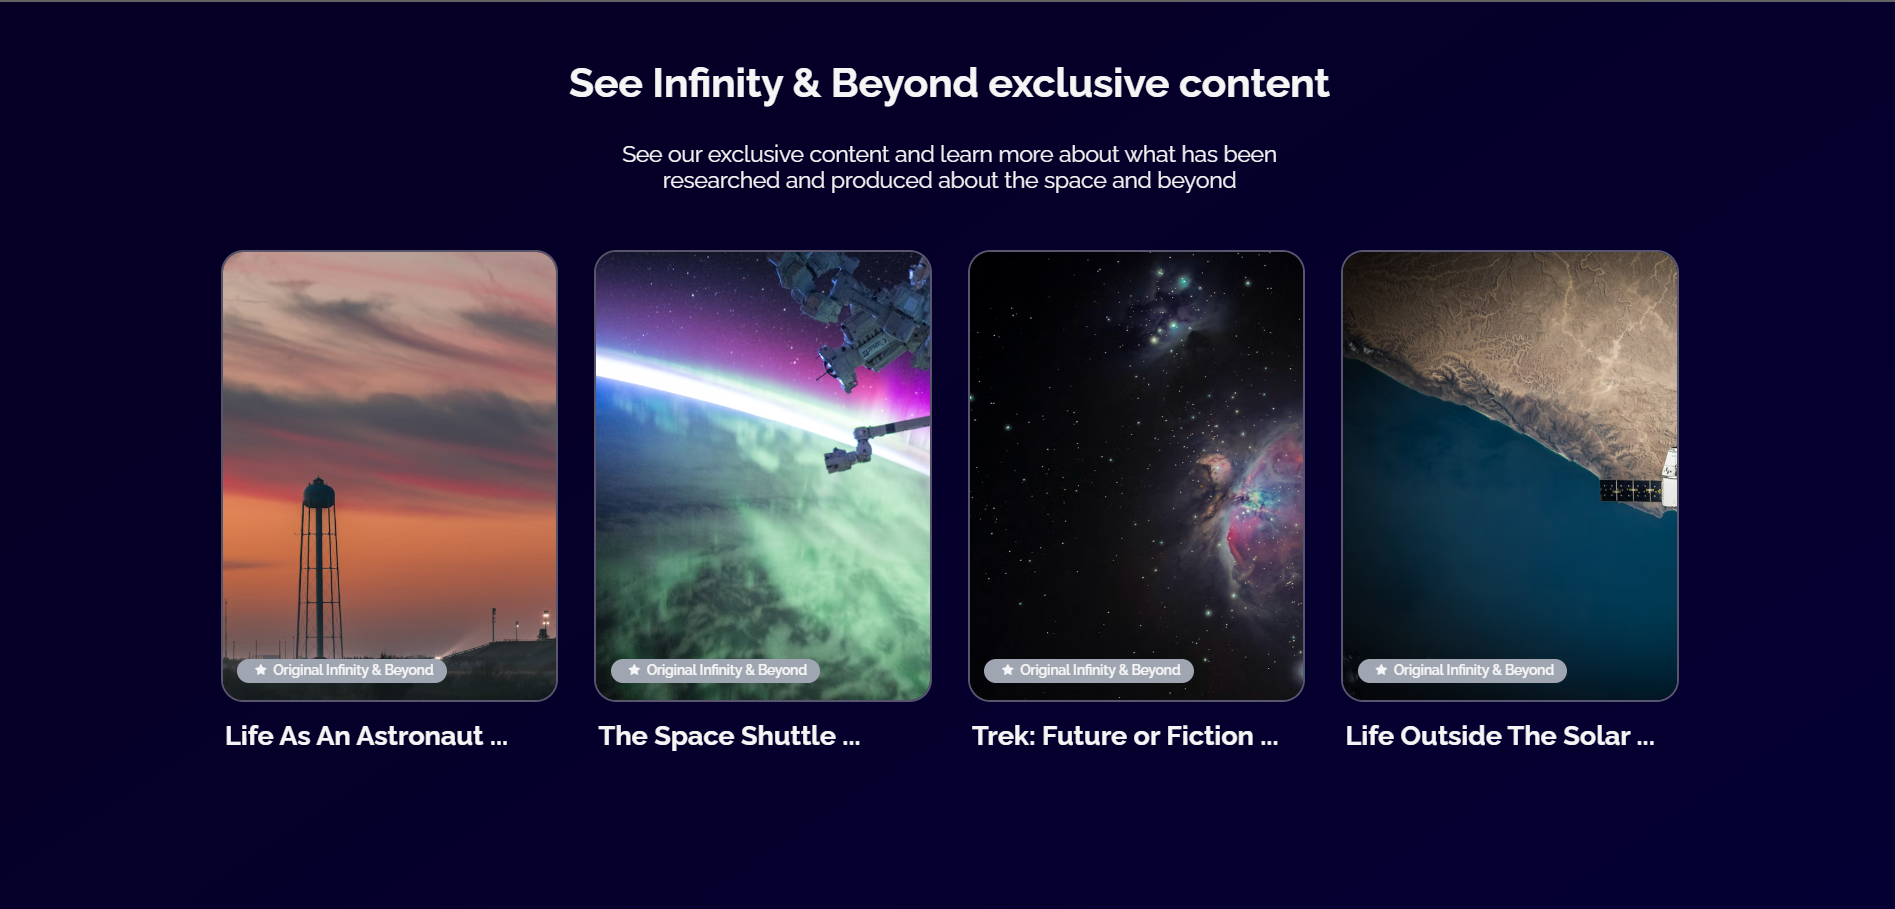 See Infinity & Beyond exclusive content
See our exclusive content and learn more about what has been
researched and produced about the space and beyond
Original Infinity & Beyond
Original Infinity & Beyond
Original Infinity & Beyond
Original Infinity & Beyond
Life As An Astronaut ...
The Space Shuttle ...
Trek: Future or Fiction ...
Life Outside The Solar ...